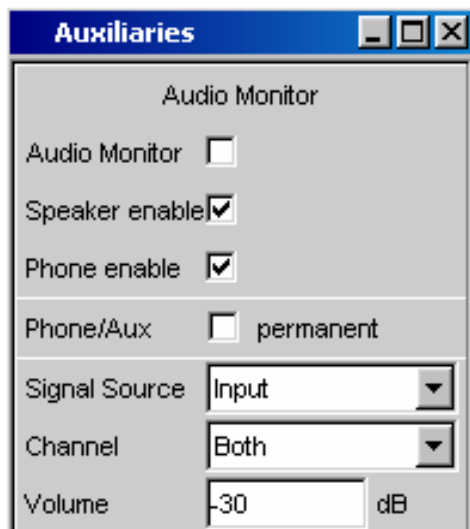 Auxiliaries
Audio Monitor
Audio Monitor
Speaker enable
Phone enable
Phone/Aux permanent
Signal Source Input
Channel Both
Volume -30 dB